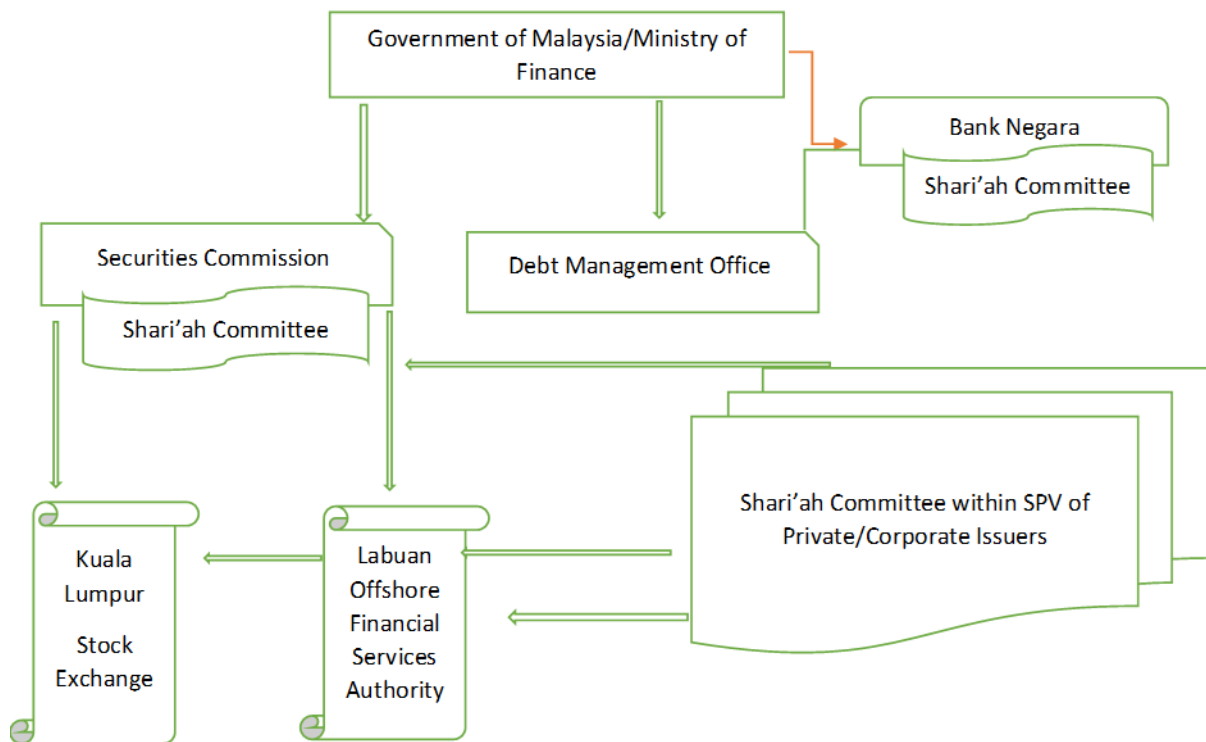 Government of Malaysia/Ministry of
Finance
Bank Negara
Shari’ah Committee
Securities Commission
Shari’ah Committee
Debt Management Office
Shari’ah Committee within SPV of
Private/Corporate Issuers
Kuala
Lumpur
Stock
Exchange
Labuan
Offshore
Financial
Services
Authority